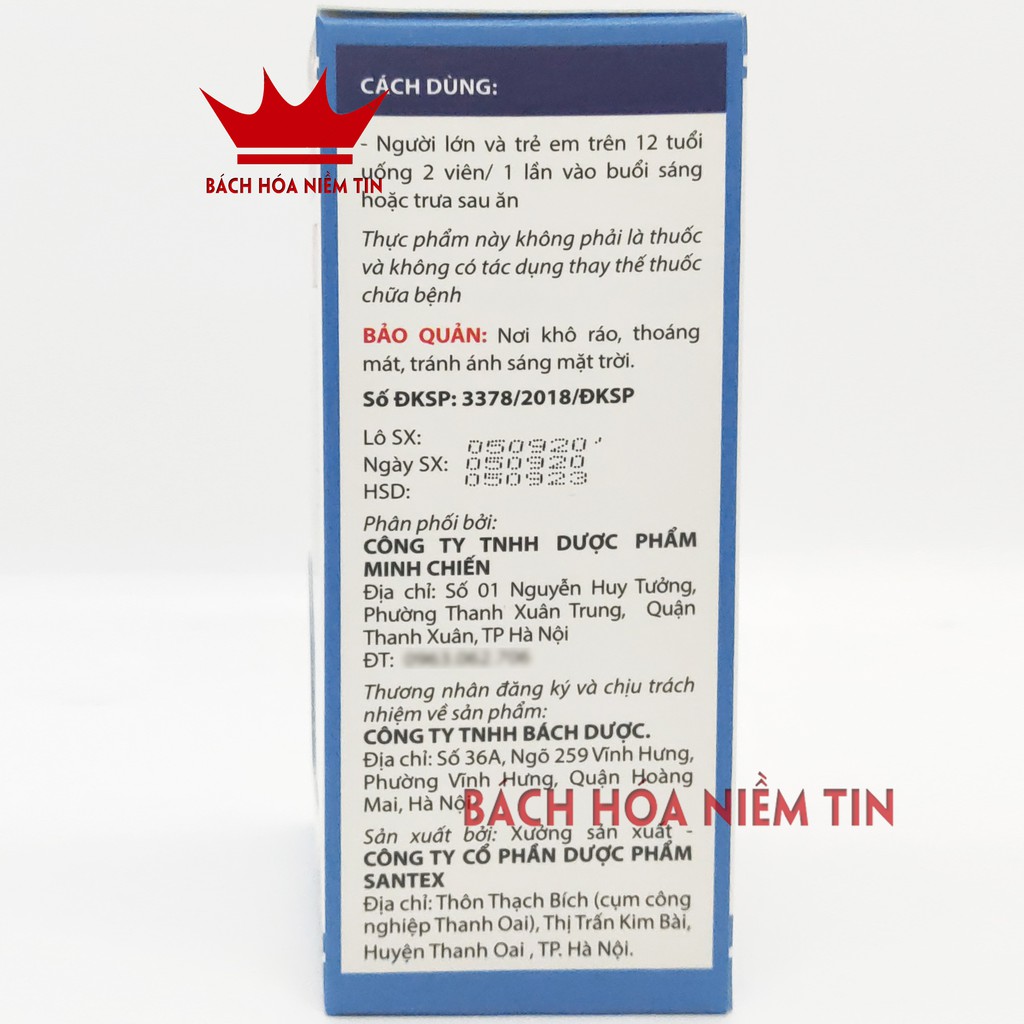 CÁCH DÙNG:
BÁCH HÓA NIỀM TIN
- Người lớn và trẻ em trên 12 tuổi
uống 2 viên/ 1 lần vào buổi sáng
hoặc trưa sau ăn
Thực phẩm này không phải là thuốc
và không có tác dụng thay thế thuốc
chữa bệnh
BẢO QUẢN: Nơi khô ráo, thoáng
mát, tránh ánh sáng mặt trời.
Số ĐKSP: 3378/2018/ĐKSP
Lô SX: 050920
Ngày SX: 050920
HSD: 050923
Phân phối bởi:
CÔNG TY TNHH DƯỢC PHẨM
MINH CHIẾN
Địa chỉ: Số 01 Nguyễn Huy Tưởng,
Phường Thanh Xuân Trung, Quận
Thanh Xuân, TP Hà Nội
ĐT:
Thương nhân đăng ký và chịu trách
nhiệm về sản phẩm:
CÔNG TY TNHH BÁCH DƯỢC.
Địa chỉ: Số 36A, Ngõ 259 Vĩnh Hưng,
Phường Vĩnh Hưng, Quận Hoàng
Mai, Hà Nội
BÁCH HÓA NIỀM TIN
Sản xuất bởi: Xưởng sản xuất -
CÔNG TY CỔ PHẦN DƯỢC PHẨM
SANTEX
Địa chỉ: Thôn Thạch Bích (cụm công
nghiệp Thanh Oai), Thị Trấn Kim Bài,
Huyện Thanh Oai , TP. Hà Nội.